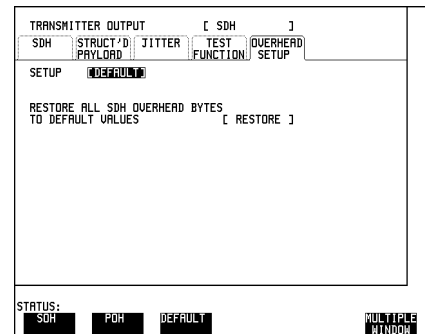 TRANSMITTER OUTPUT [ SDH ]
SDH STRUCT'D PAYLOAD JITTER TEST FUNCTION OVERHEAD SETUP
SETUP [DEFAULT]
RESTORE ALL SDH OVERHEAD BYTES
TO DEFAULT VALUES [ RESTORE ]
STATUS:
SOH POH DEFAULT MULTIPLE WINDOW